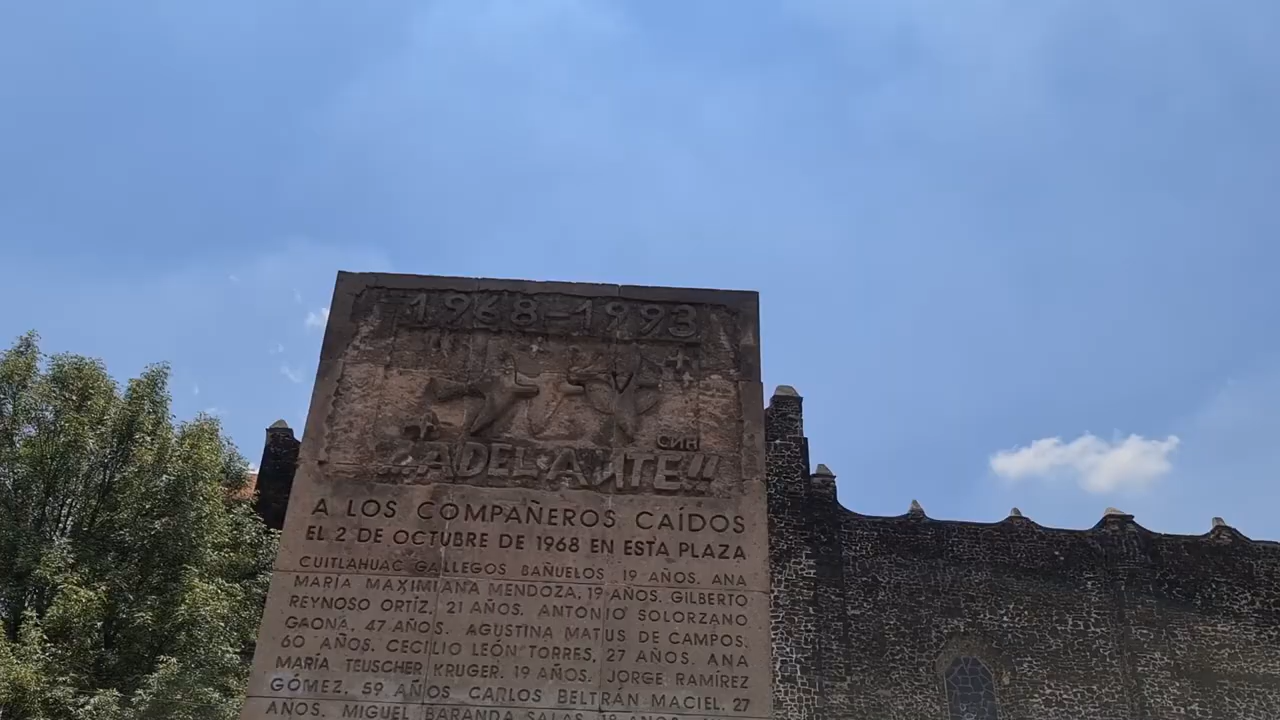 1968-1993
СИН
¡¡ADELANTE!!
A LOS COMPAÑEROS CAÍDOS
EL 2 DE OCTUBRE DE 1968 EN ESTA PLAZA
CUITLAHUAC GALLEGOS BAÑUELOS 19 AÑOS. ANA
MARÍA MAXIMIANA MENDOZA, 19 AÑOS. GILBERTO
REYNOSO ORTÍZ, 21 AÑOS. ANTONIO SOLORZANO
GAONA, 47 AÑOS. AGUSTINA MATUS DE CAMPOS,
60 AÑOS. CECILIO LEÓN TORRES, 27 AÑOS. ANA
MARÍA TEUSCHER KRUGER. 19 AÑOS. JORGE RAMÍREZ
GÓMEZ. 59 AÑOS CARLOS BELTRÁN MACIEL. 27
AÑOS. MIGUEL BARANDA SALAS